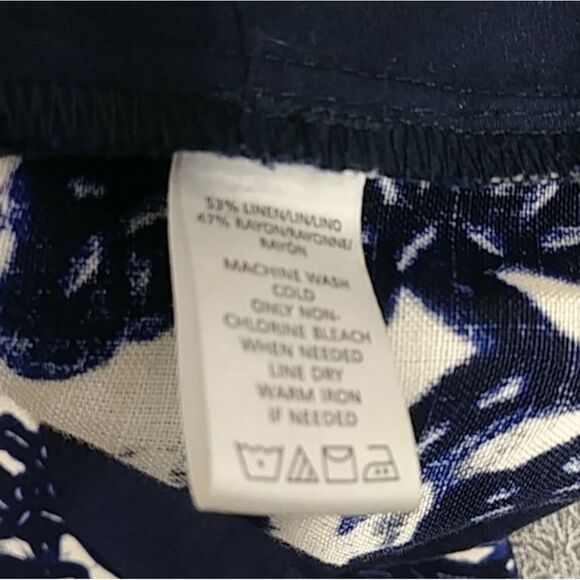 53% LINEN/LIN/LINO
47% RAYON/RAYONNE/
RAYÓN
MACHINE WASH
COLD
ONLY NON-
CHLORINE BLEACH
WHEN NEEDED
LINE DRY
WARM IRON
IF NEEDED